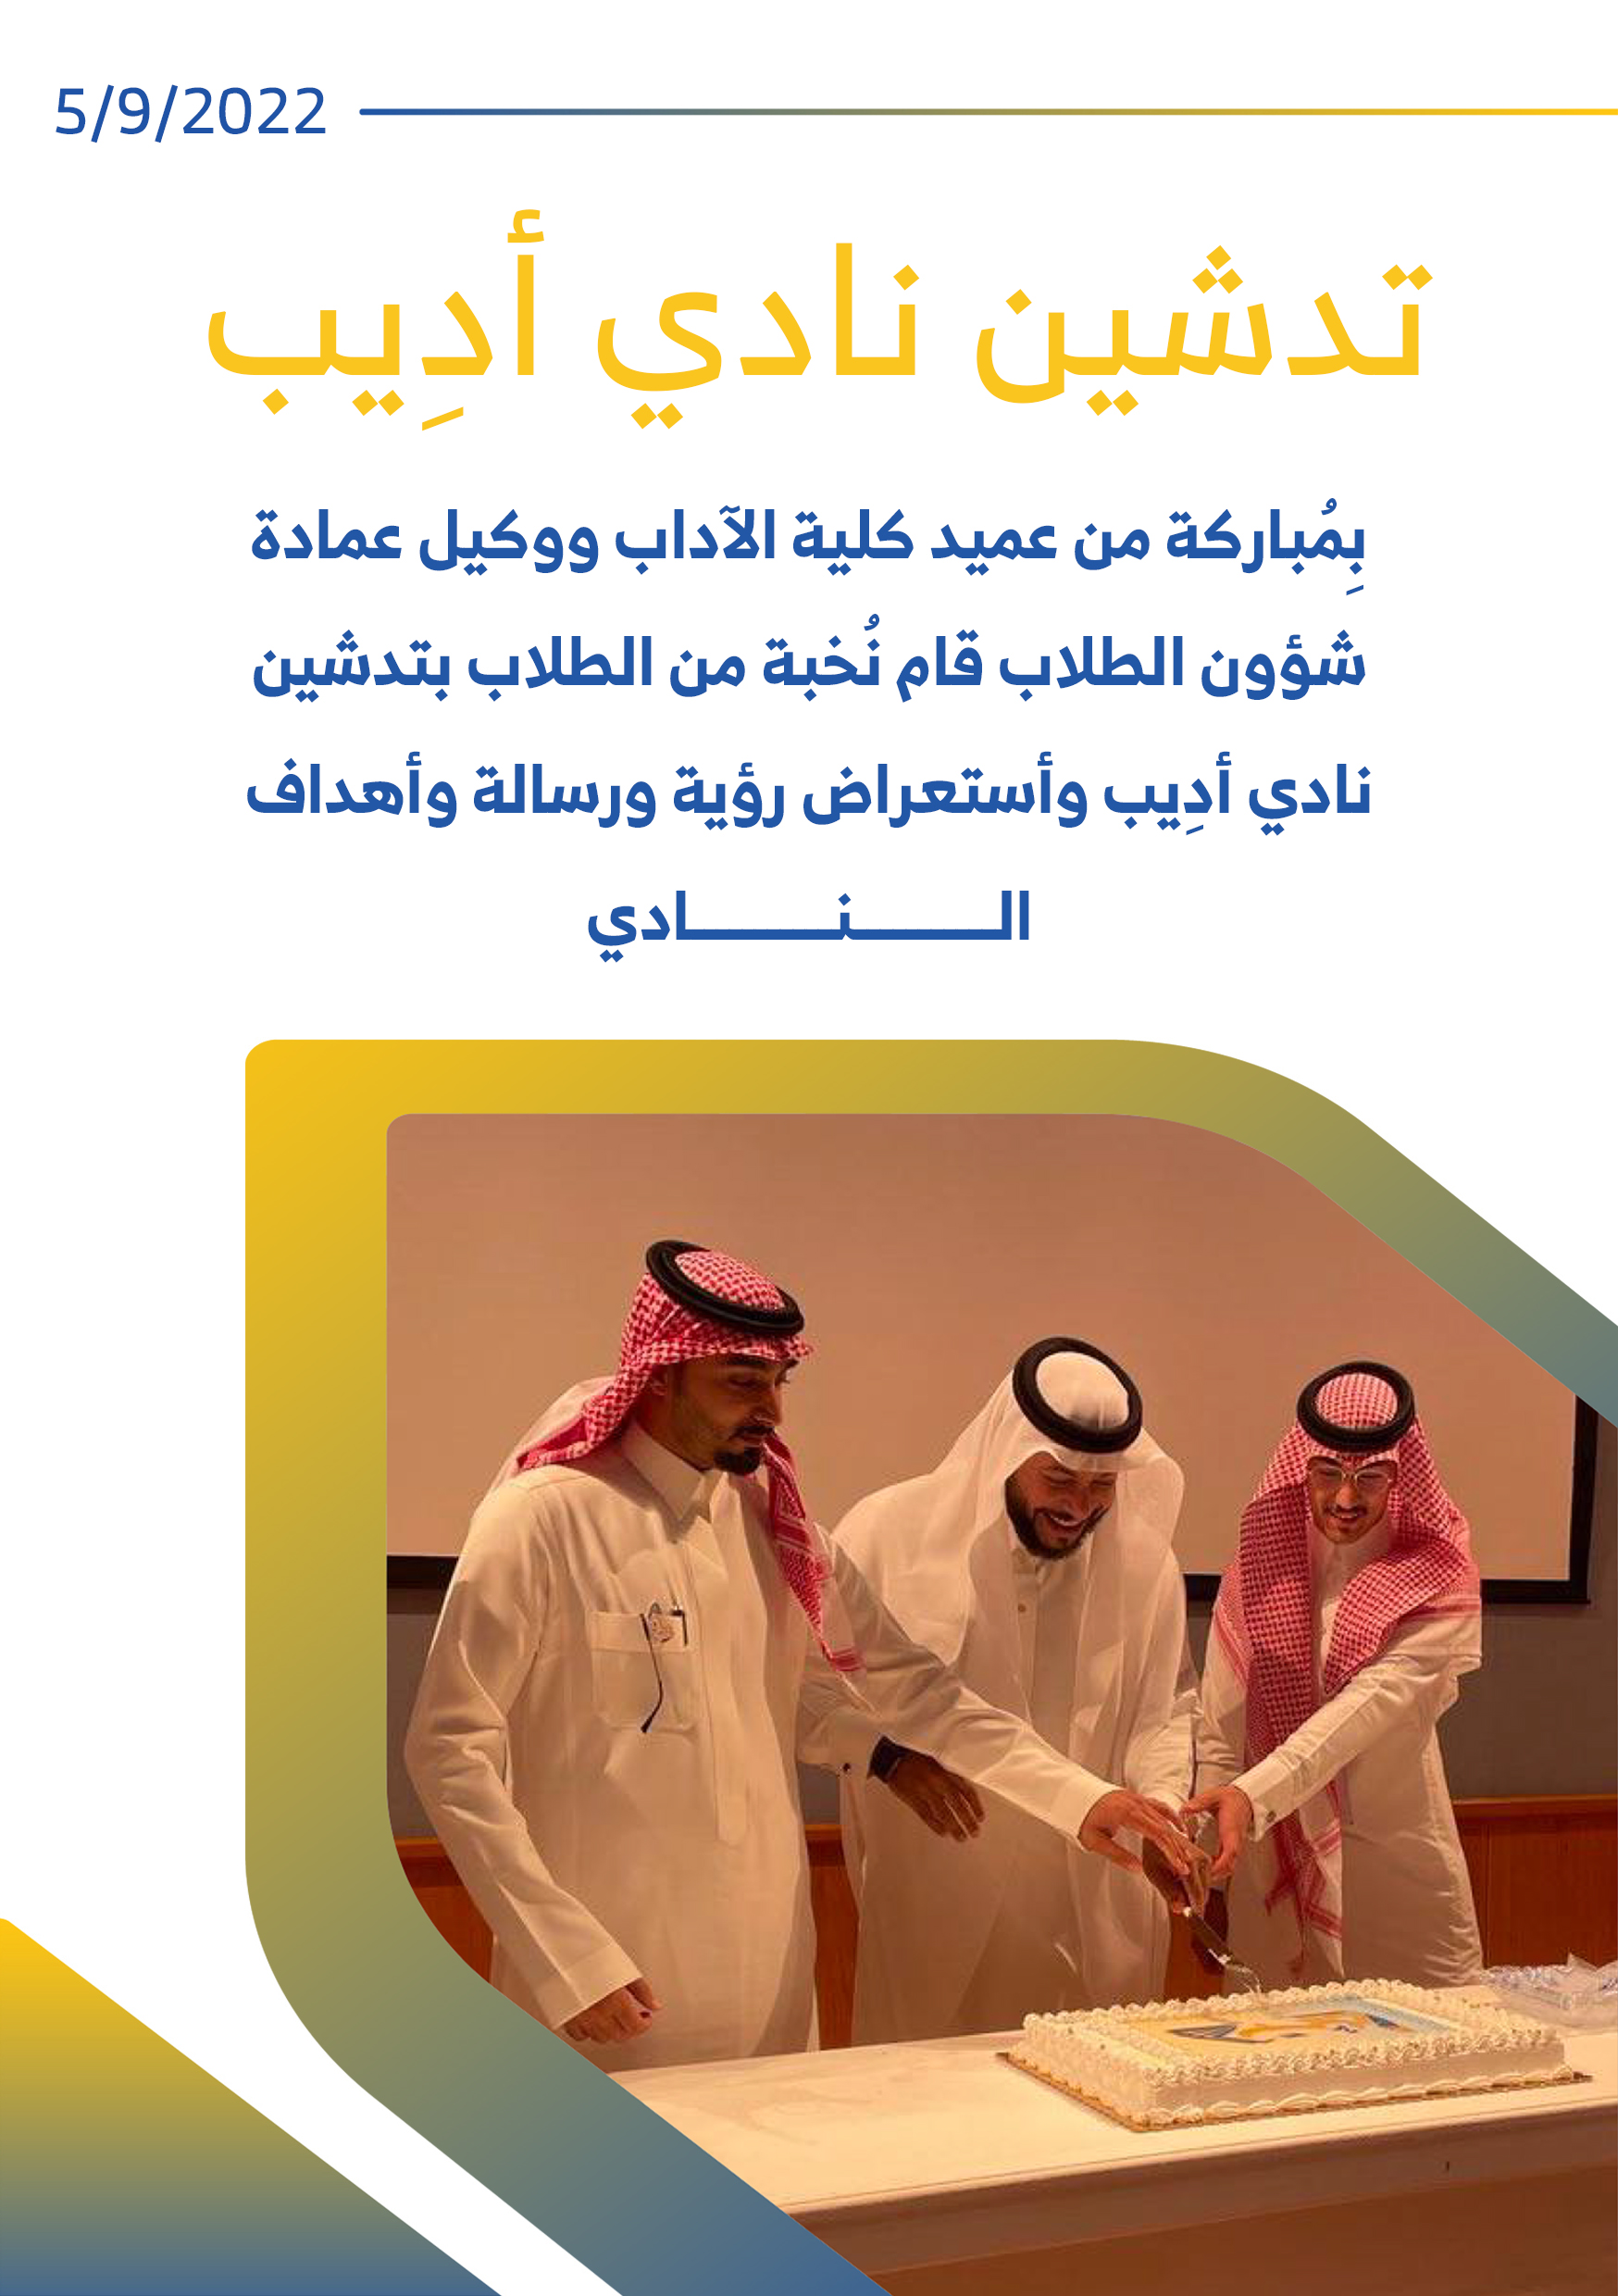 5/9/2022
تدشين نادي أدِيب
بِمُباركة من عميد كلية الآداب ووكيل عمادة
شؤون الطلاب قام نُخبة من الطلاب بتدشين
نادي أدِيب وأستعراض رؤية ورسالة وأهداف
الـــــــنـــــــادي